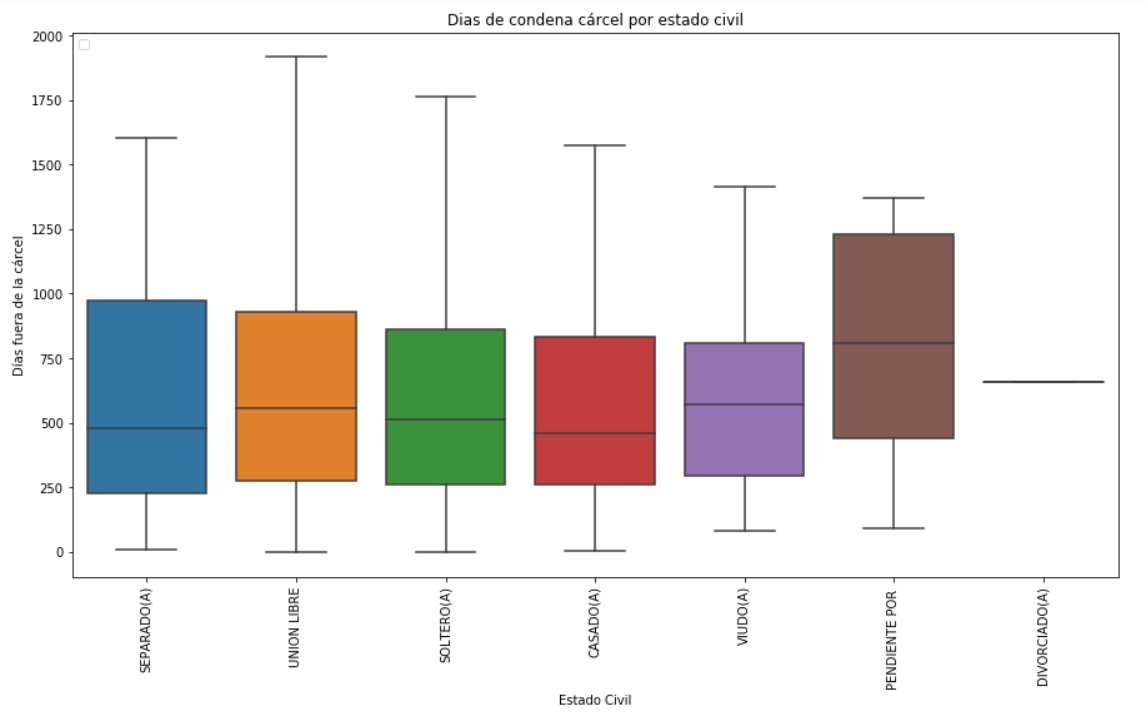 Dias de condena cárcel por estado civil
Días fuera de la cárcel
2000
1750
1500
1250
1000
750
500
250
0
SEPARADO(A)
UNION LIBRE
SOLTERO(A)
CASADO(A)
VIUDO(A)
PENDIENTE POR
DIVORCIADO(A)
Estado Civil